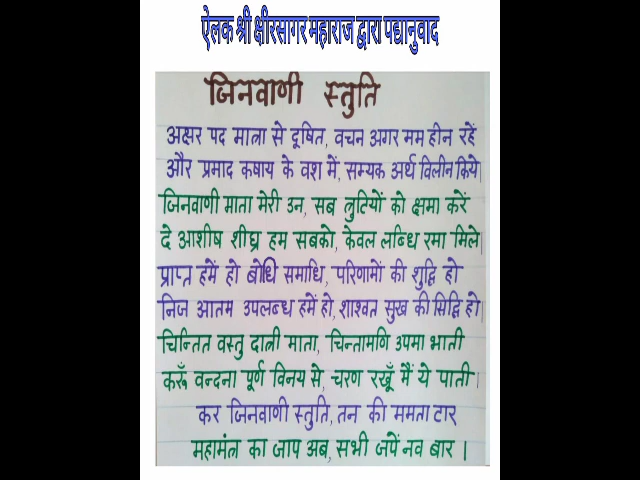 ऐलक श्री क्षीरसागर महाराज द्वारा पद्यानुवाद
जिनवाणी स्तुति
अक्षर पद मात्रा से दूषित, वचन अगर मम हीन रहें
और प्रमाद कषाय के वश में, सम्यक अर्थ विलीन किये।
जिनवाणी माता मेरी उन, सब त्रुटियों को क्षमा करें
दे आशीष शीघ्र हम सबको, केवल लब्धि रमा मिले।
प्राप्त हमें हो बोधि समाधि, परिणामों की शुद्धि हो
निज आतम उपलब्ध हमें हो, शाश्वत सुख की सिद्धि हो।
चिन्तित वस्तु दात्री माता, चिन्तामणि उपमा भाती
करूँ वन्दना पूर्ण विनय से, चरण रखूँ मैं ये पाती।
कर जिनवाणी स्तुति, तन की ममता टार
महामंत्र का जाप अब, सभी जपें नव बार ।